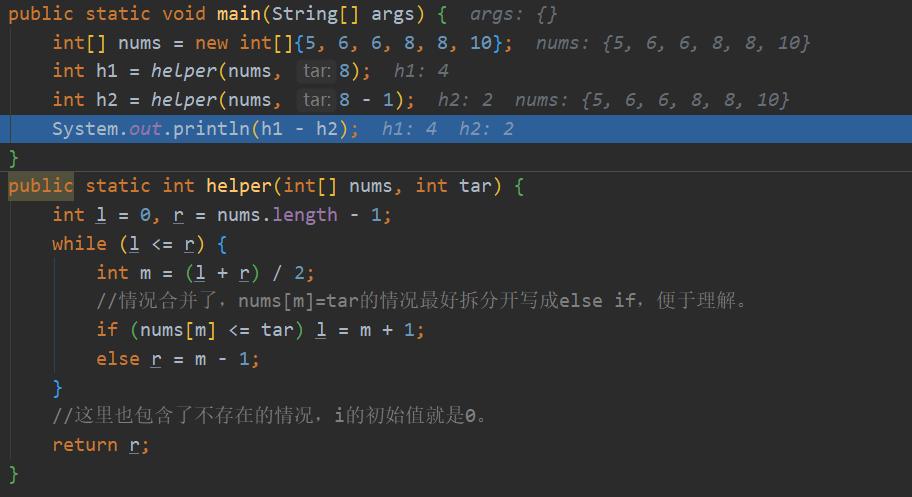 public static void main(String[] args) {  args: {}
    int[] nums = new int[]{5, 6, 6, 8, 8, 10};  nums: {5, 6, 6, 8, 8, 10}
    int h1 = helper(nums, tar: 8);  h1: 4
    int h2 = helper(nums, tar: 8 - 1);  h2: 2  nums: {5, 6, 6, 8, 8, 10}
    System.out.println(h1 - h2);  h1: 4  h2: 2
}
public static int helper(int[] nums, int tar) {
    int l = 0, r = nums.length - 1;
    while (l <= r) {
        int m = (l + r) / 2;
        //情况合并了，nums[m]=tar的情况最好拆分开写成else if，便于理解。
        if (nums[m] <= tar) l = m + 1;
        else r = m - 1;
    }
    //这里也包含了不存在的情况，i的初始值就是0。
    return r;
}